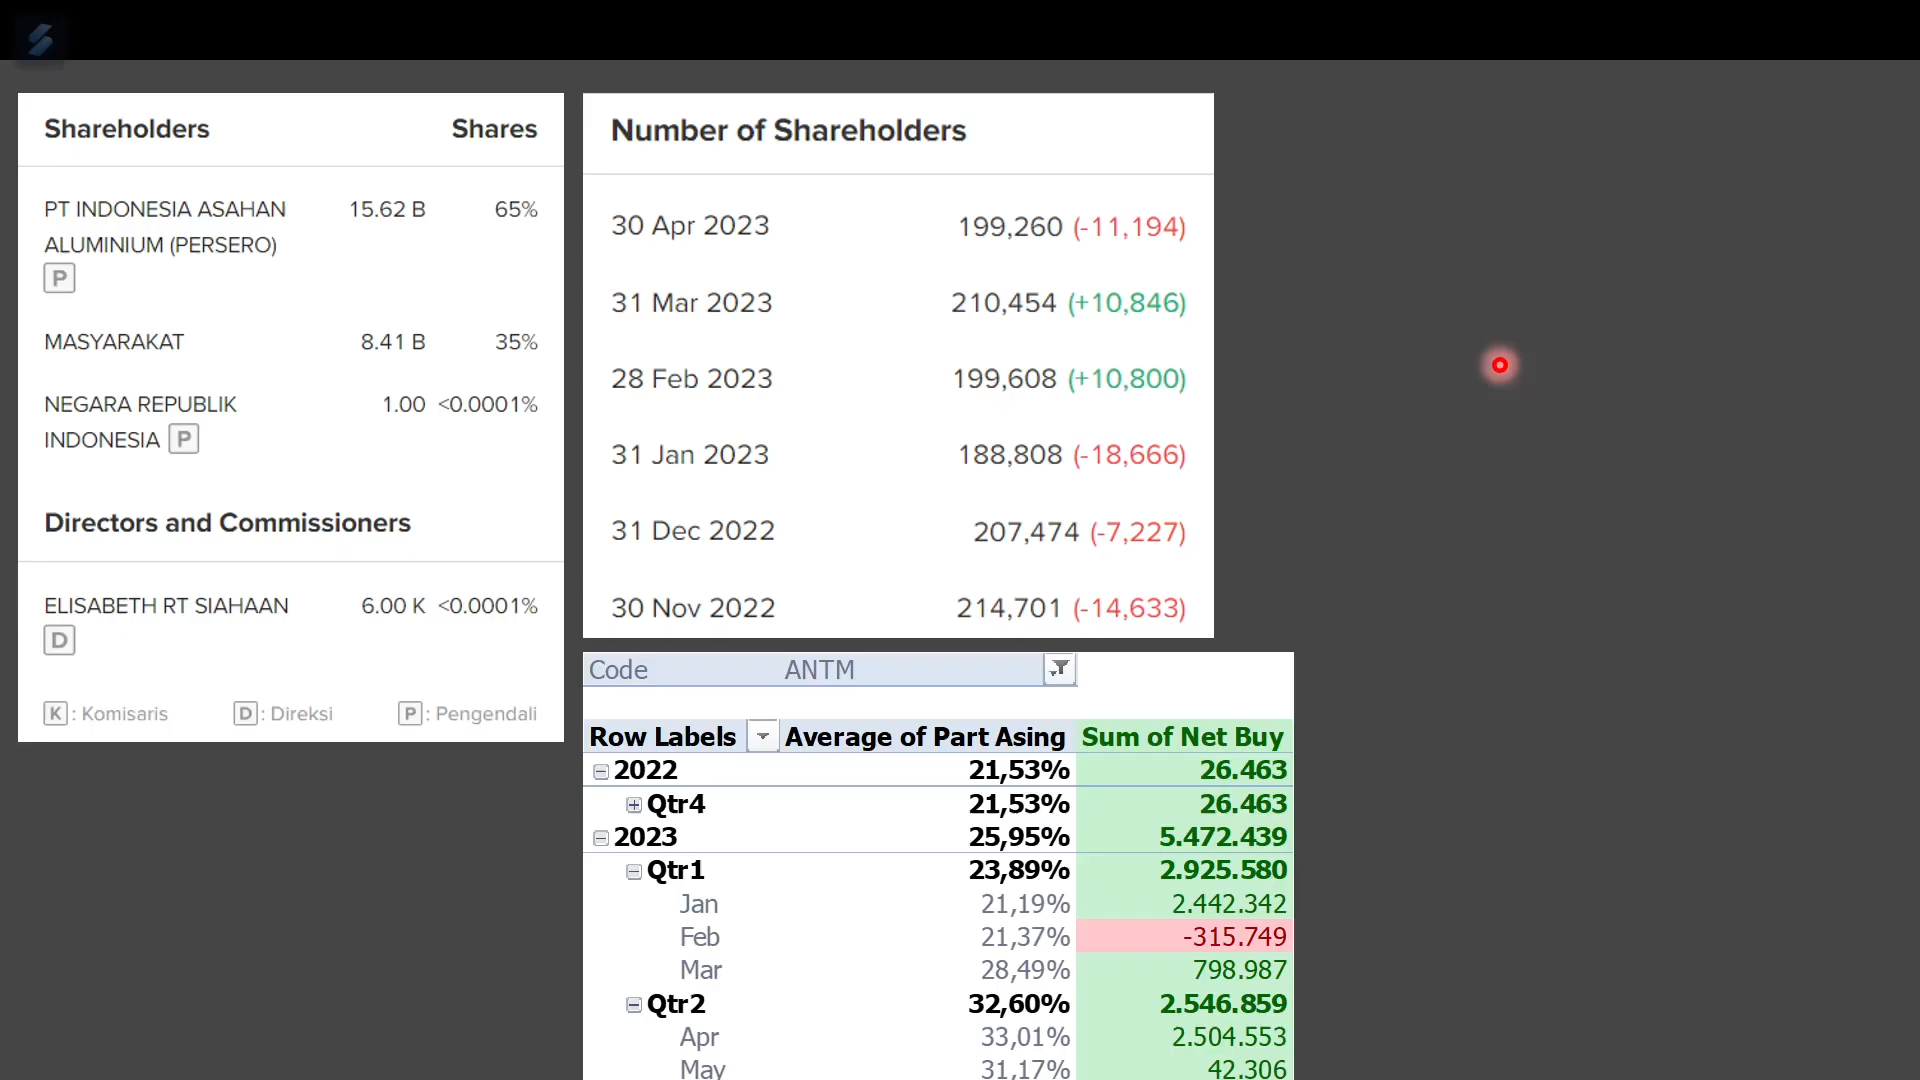 Shareholders Shares
PT INDONESIA ASAHAN 15.62 B 65%
ALUMINIUM (PERSERO)
P
MASYARAKAT 8.41 B 35%
NEGARA REPUBLIK 1.00 <0.0001%
INDONESIA P
Directors and Commissioners
ELISABETH RT SIAHAAN 6.00 K <0.0001%
D
K : Komisaris D : Direksi P : Pengendali
Number of Shareholders
30 Apr 2023 199,260 (-11,194)
31 Mar 2023 210,454 (+10,846)
28 Feb 2023 199,608 (+10,800)
31 Jan 2023 188,808 (-18,666)
31 Dec 2022 207,474 (-7,227)
30 Nov 2022 214,701 (-14,633)
Code ANTM
Row Labels Average of Part Asing Sum of Net Buy
2022 21,53% 26.463
Qtr4 21,53% 26.463
2023 25,95% 5.472.439
Qtr1 23,89% 2.925.580
Jan 21,19% 2.442.342
Feb 21,37% -315.749
Mar 28,49% 798.987
Qtr2 32,60% 2.546.859
Apr 33,01% 2.504.553
May 31,17% 42.306